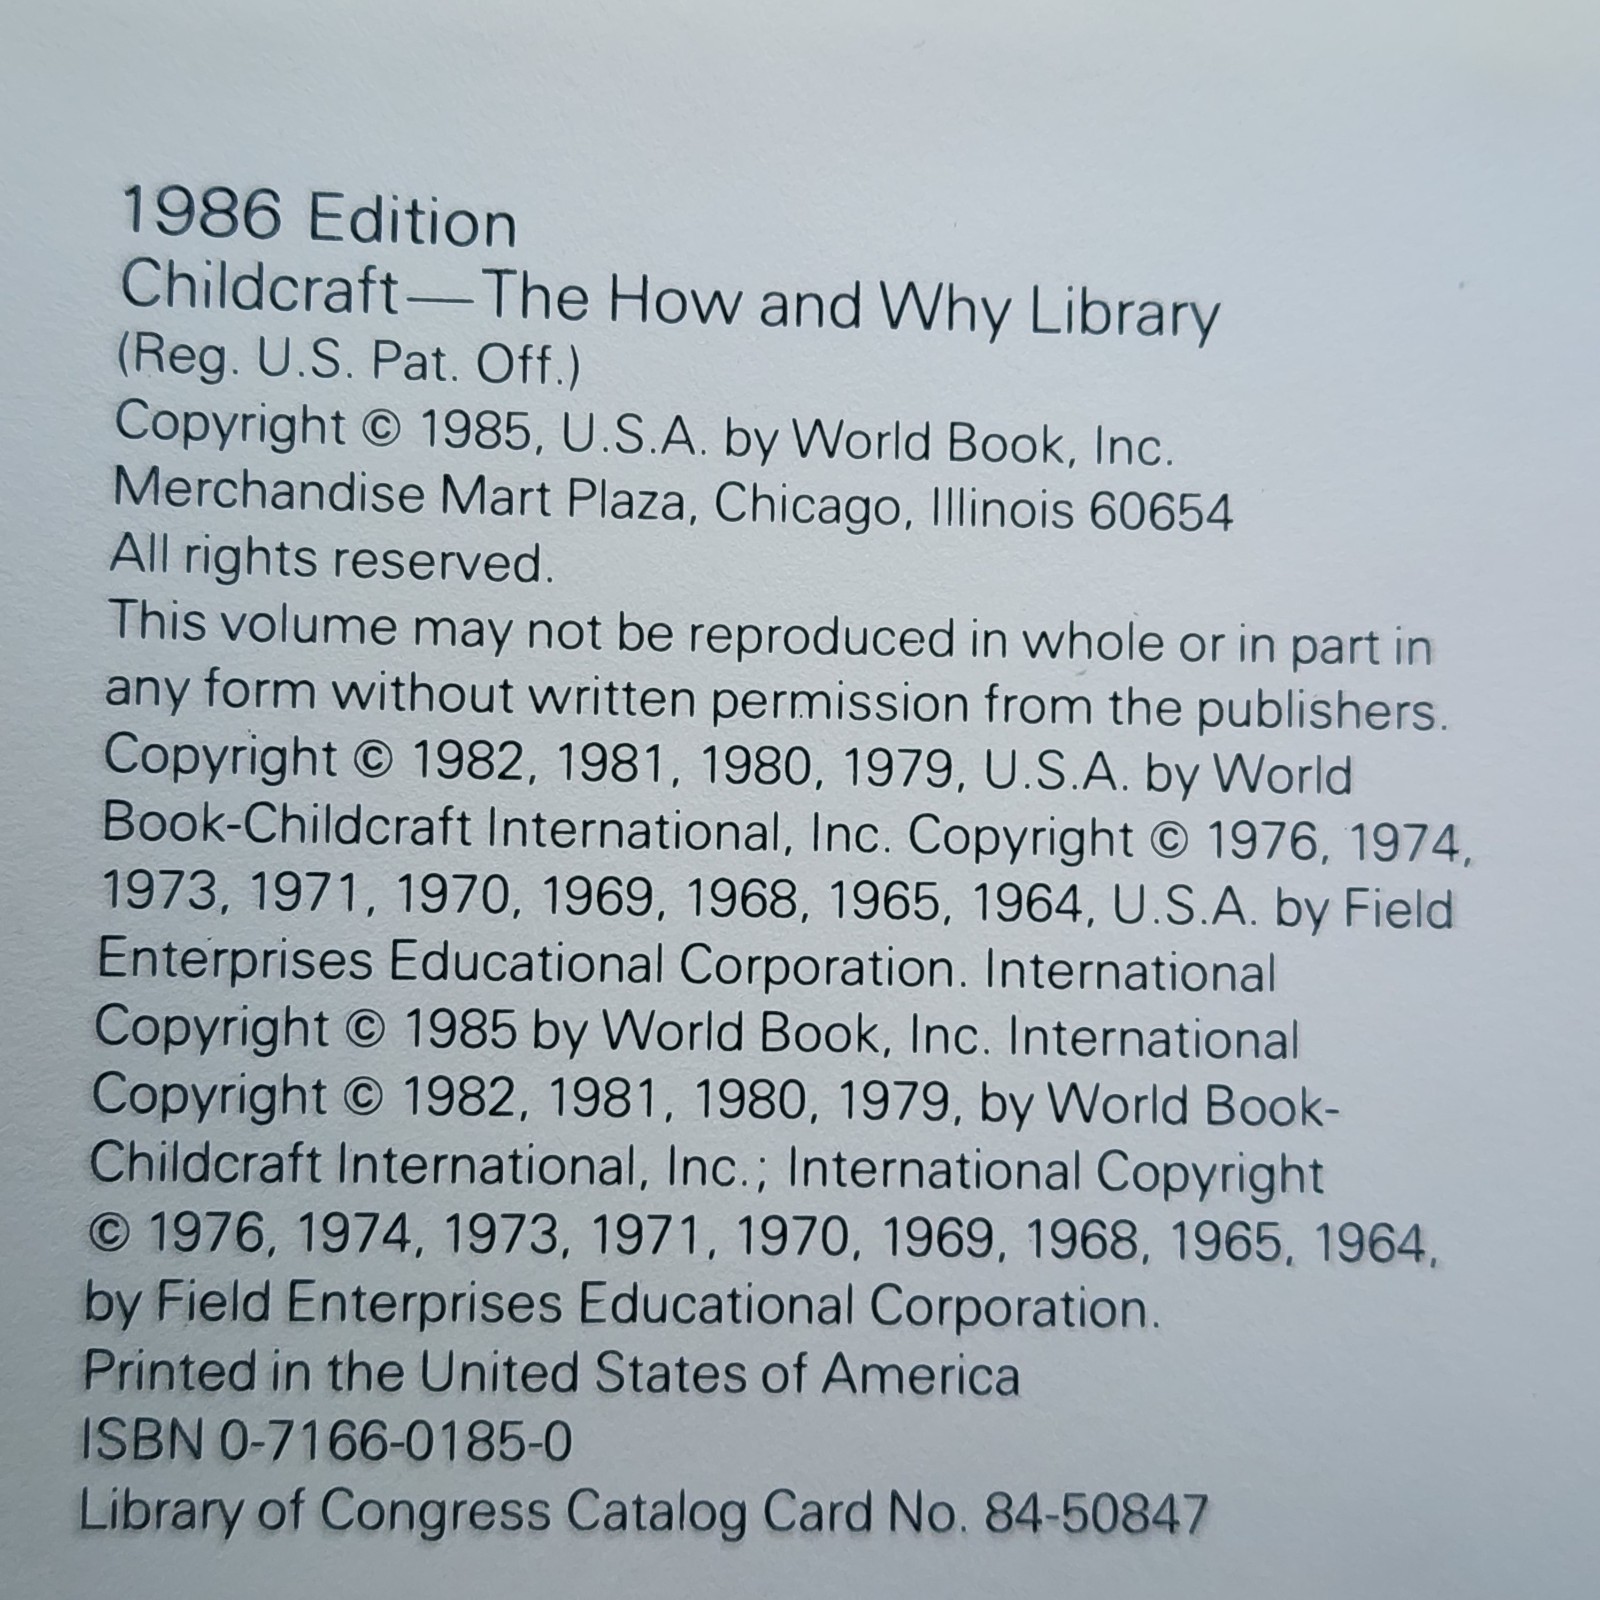 1986 Edition
Childcraft—The How and Why Library
(Reg. U.S. Pat. Off.)
Copyright © 1985, U.S.A. by World Book, Inc.
Merchandise Mart Plaza, Chicago, Illinois 60654
All rights reserved.
This volume may not be reproduced in whole or in part in
any form without written permission from the publishers.
Copyright © 1982, 1981, 1980, 1979, U.S.A. by World
Book-Childcraft International, Inc. Copyright © 1976, 1974,
1973, 1971, 1970, 1969, 1968, 1965, 1964, U.S.A. by Field
Enterprises Educational Corporation. International
Copyright © 1985 by World Book, Inc. International
Copyright © 1982, 1981, 1980, 1979, by World Book-
Childcraft International, Inc.; International Copyright
© 1976, 1974, 1973, 1971, 1970, 1969, 1968, 1965, 1964,
by Field Enterprises Educational Corporation.
Printed in the United States of America
ISBN 0-7166-0185-0
Library of Congress Catalog Card No. 84-50847